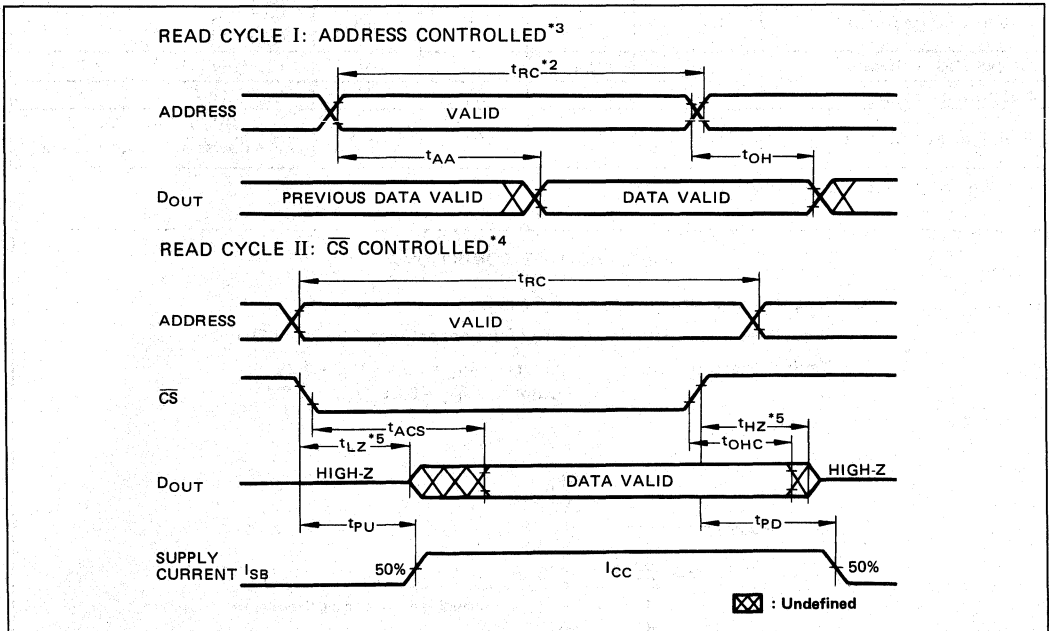 READ CYCLE I: ADDRESS CONTROLLED*3
tRC*2
ADDRESS
VALID
tAA
tOH
DOUT
PREVIOUS DATA VALID
DATA VALID
READ CYCLE II: C̅S̅ CONTROLLED*4
tRC
ADDRESS
VALID
C̅S̅
tACS
tHZ*5
tLZ*5
tOHC
DOUT
HIGH-Z
DATA VALID
HIGH-Z
tPU
tPD
SUPPLY
CURRENT ISB
50%
ICC
50%
: Undefined